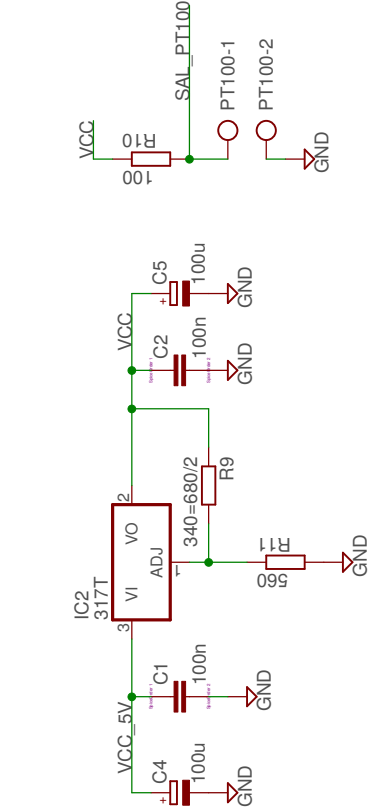 SAL_PT100
PT100-1
PT100-2
VCC
R10
100
GND
C5
100u
+
GND
VCC
C2
100n
GND
2
VO
340=680/2
R9
IC2
317T
ADJ
1
VI
R11
560
GND
3
C1
100n
GND
VCC_5V
C4
100u
+
GND